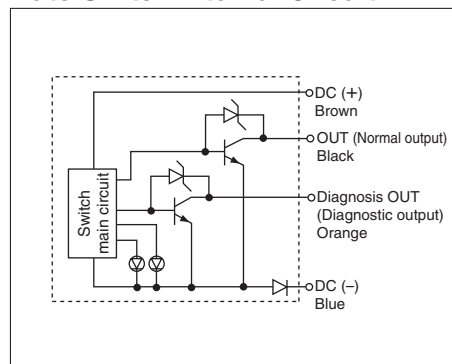 DC (+)
Brown
OUT (Normal output)
Black
Diagnosis OUT
(Diagnostic output)
Orange
Switch
main circuit
DC (–)
Blue